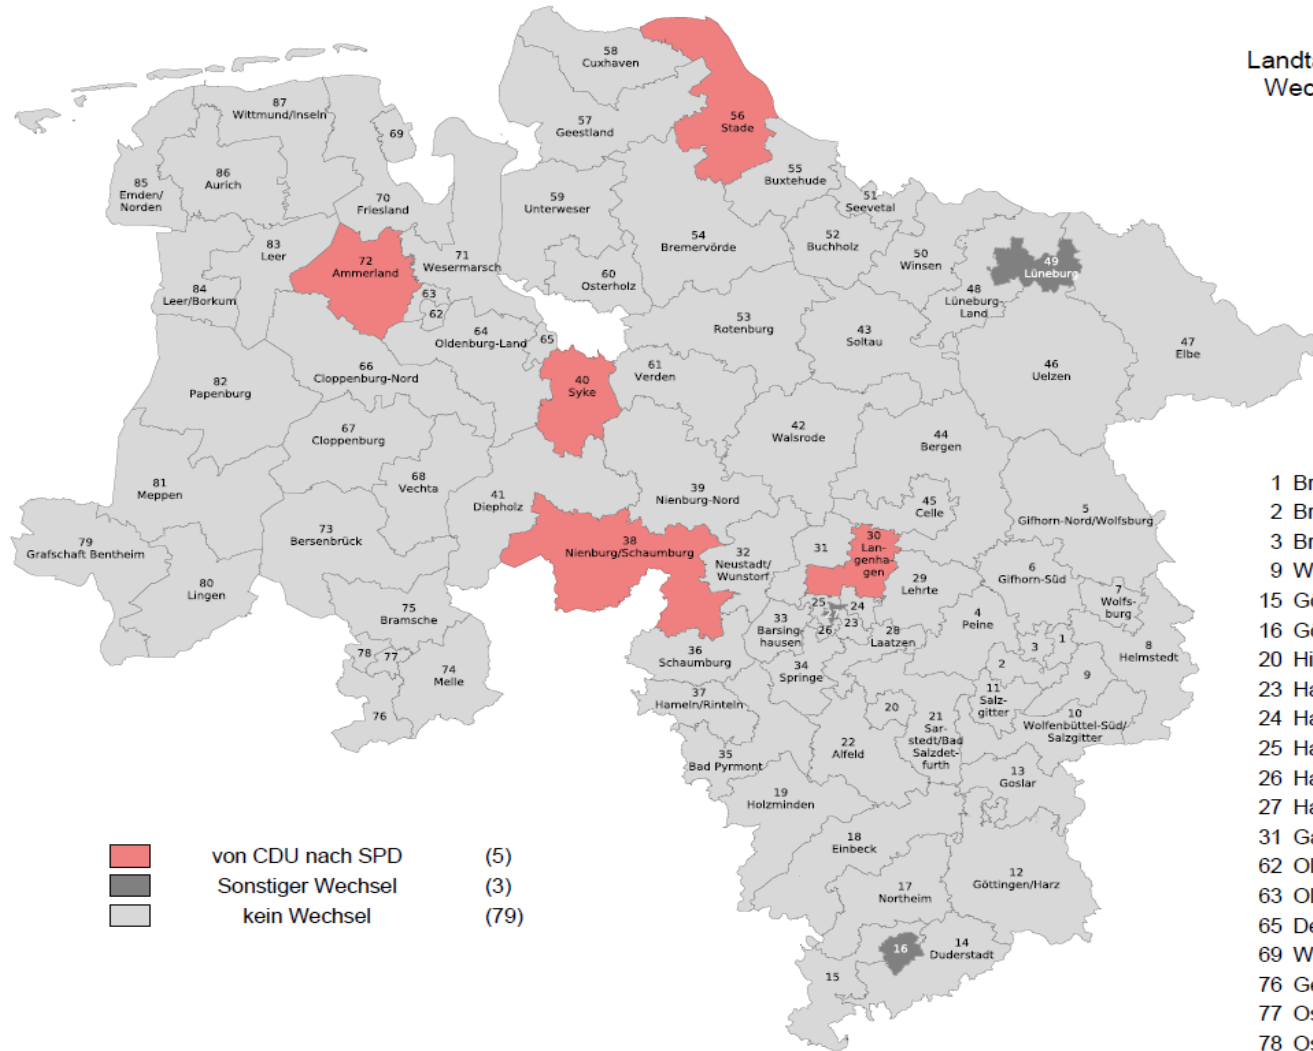 Landta
Wec
58
Cuxhaven
87
Wittmund/Inseln
69
57
Geestland
56
Stade
86
Aurich
85
Emden/
Norden
55
Buxtehude
70
Friesland
59
Unterweser
51
Seevetal
54
Bremervörde
52
Buchholz
50
Winsen
83
Leer
72
Ammerland
71
Wesermarsch
49
Lüneburg
60
Osterholz
84
Leer/Borkum
63
62
48
Lüneburg-
Land
64
Oldenburg-Land
65
53
Rotenburg
43
Soltau
47
Elbe
66
Cloppenburg-Nord
61
Verden
46
Uelzen
82
Papenburg
40
Syke
67
Cloppenburg
42
Walsrode
44
Bergen
68
Vechta
81
Meppen
41
Diepholz
39
Nienburg-Nord
45
Celle
5
Gifhorn-Nord/Wolfsburg
73
Bersenbrück
79
Grafschaft Bentheim
38
Nienburg/Schaumburg
32
Neustadt/
Wunstorf
31
30
Lan-
genha-
gen
29
Lehrte
6
Gifhorn-Süd
80
Lingen
7
Wolfs-
burg
75
Bramsche
25
27
24
23
26
33
Barsing-
hausen
28
Laatzen
4
Peine
1
3
8
Helmstedt
78
77
74
Melle
36
Schaumburg
34
Springe
2
9
37
Hameln/Rinteln
11
Salz-
gitter
76
20
21
Sar-
stedt/Bad
Salzdet-
furth
10
Wolfenbüttel-Süd/
Salzgitter
22
Alfeld
35
Bad Pyrmont
13
Goslar
19
Holzminden
18
Einbeck
12
Göttingen/Harz
17
Northeim
16
14
Duderstadt
15
von CDU nach SPD (5)
Sonstiger Wechsel (3)
kein Wechsel (79)
1 Br
2 Br
3 Br
9 W
15 Gö
16 Gö
20 Hi
23 Ha
24 Ha
25 Ha
26 Ha
27 Ha
31 Ga
62 Ol
63 Ol
65 De
69 W
76 Ge
77 Os
78 Os